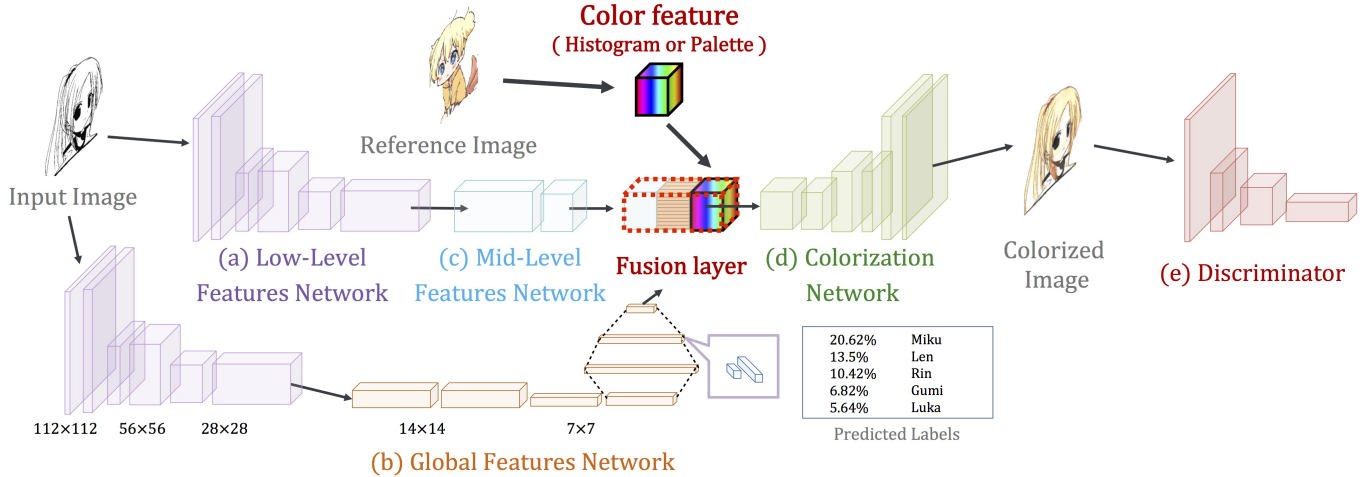 Color feature
( Histogram or Palette )
Reference Image
Input Image
(a) Low-Level
Features Network
(c) Mid-Level
Features Network
Fusion layer
(d) Colorization
Network
Colorized
Image
(e) Discriminator
112×112
56×56
28×28
14×14
7×7
(b) Global Features Network
20.62% Miku
13.5% Len
10.42% Rin
6.82% Gumi
5.64% Luka
Predicted Labels